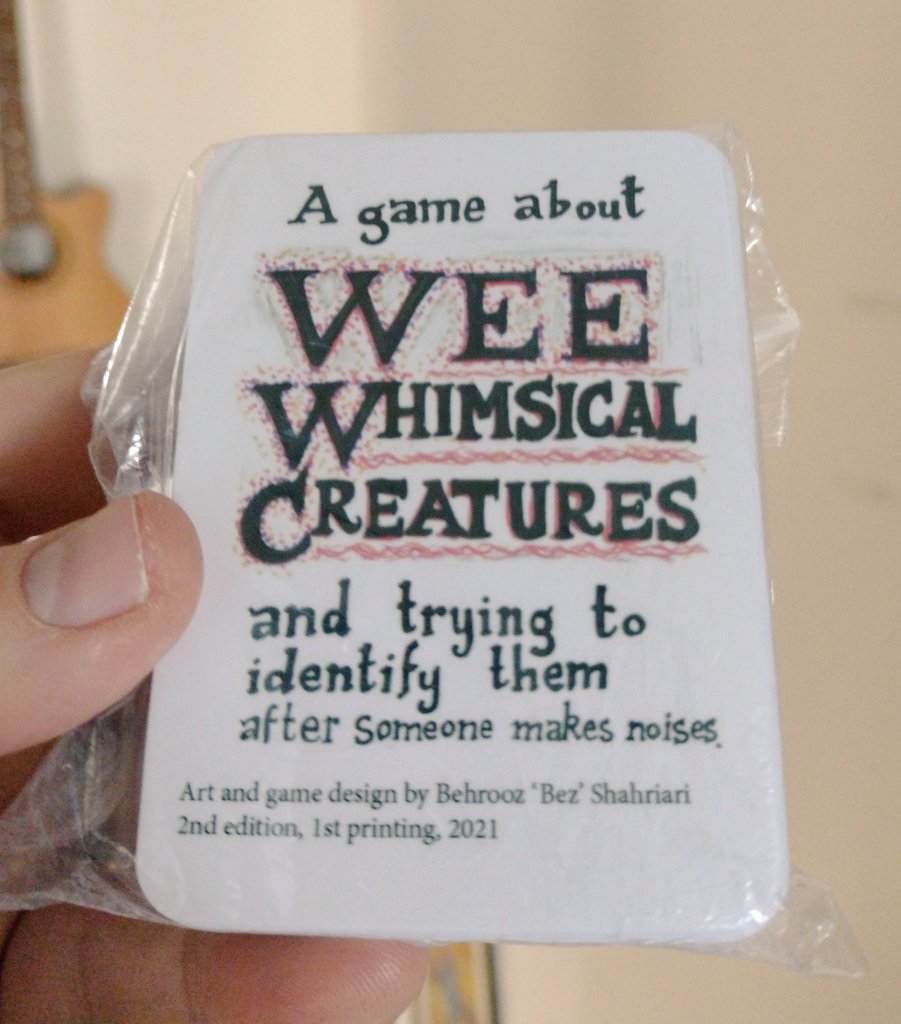 A game about
WEE
WHIMSICAL
CREATURES
and trying to
identify them
after someone makes noises.
Art and game design by Behrooz 'Bez' Shahriari
2nd edition, 1st printing, 2021